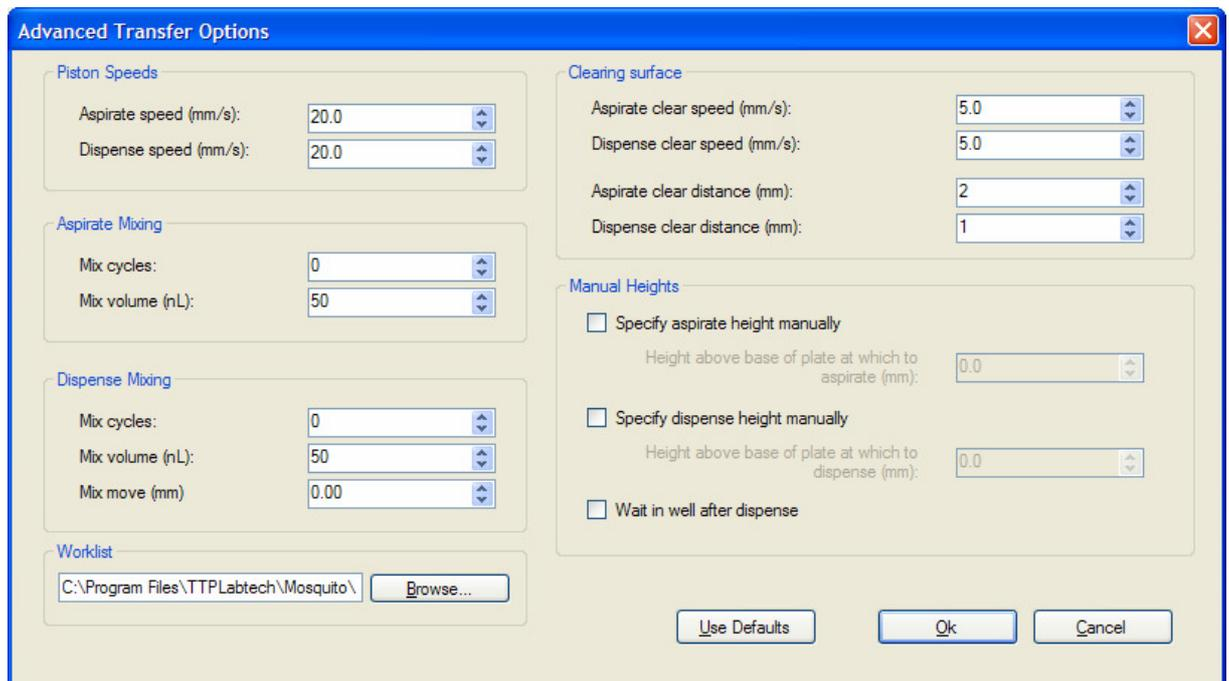 Advanced Transfer Options
Piston Speeds
Aspirate speed (mm/s):
20.0
Dispense speed (mm/s):
20.0
Aspirate Mixing
Mix cycles:
0
Mix volume (nL):
50
Dispense Mixing
Mix cycles:
0
Mix volume (nL):
50
Mix move (mm)
0.00
Worklist
C:\Program Files\TTPLabtech\Mosquito\
Browse...
Clearing surface
Aspirate clear speed (mm/s):
5.0
Dispense clear speed (mm/s):
5.0
Aspirate clear distance (mm):
2
Dispense clear distance (mm):
1
Manual Heights
Specify aspirate height manually
Height above base of plate at which to
aspirate (mm):
0.0
Specify dispense height manually
Height above base of plate at which to
dispense (mm):
0.0
Wait in well after dispense
Use Defaults
Ok
Cancel